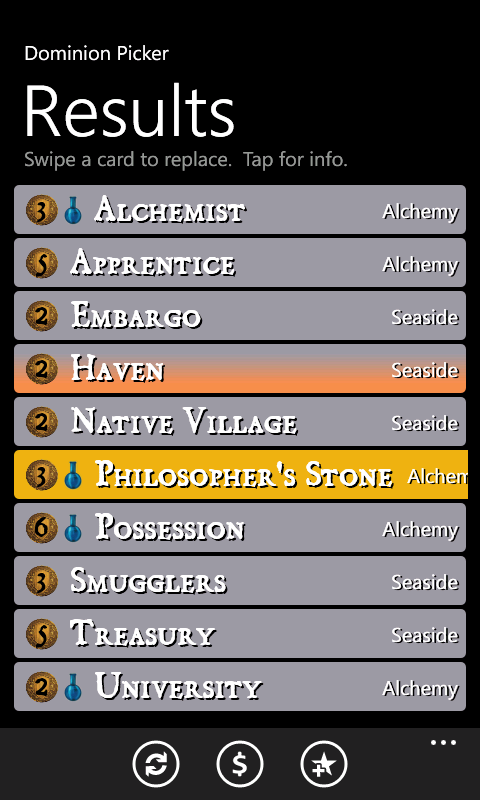 Dominion Picker
Results
Swipe a card to replace. Tap for info.
3 Alchemist Alchemy
5 Apprentice Alchemy
2 Embargo Seaside
2 Haven Seaside
2 Native Village Seaside
3 Philosopher's Stone Alchem
6 Possession Alchemy
3 Smugglers Seaside
5 Treasury Seaside
2 University Alchemy
$